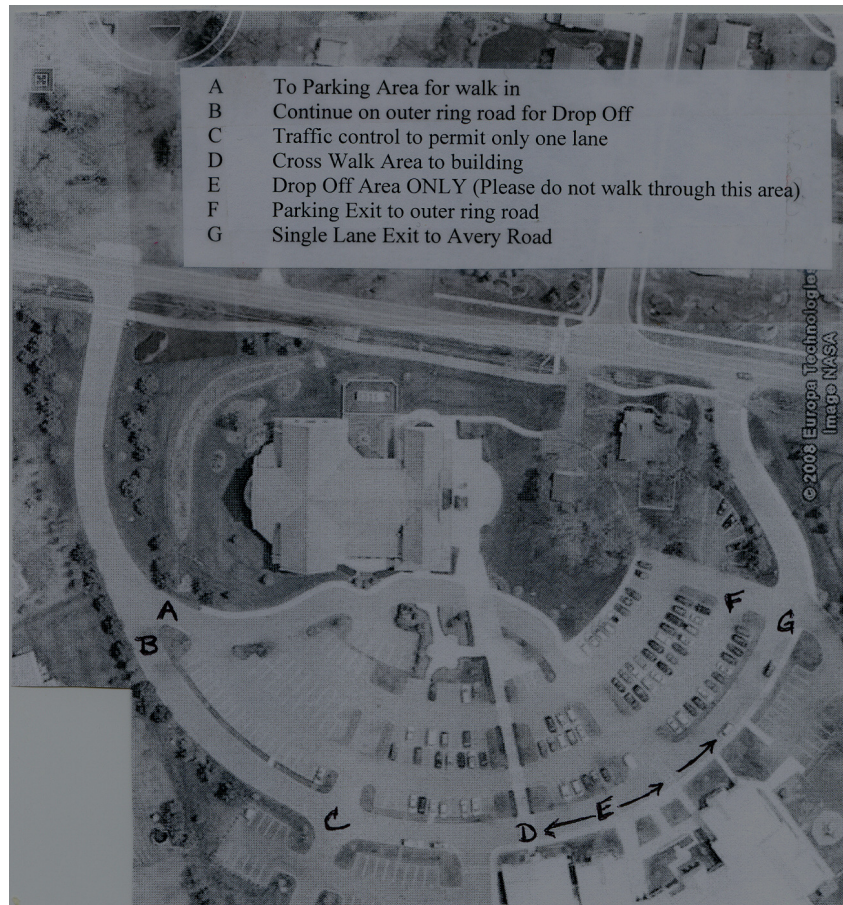 A To Parking Area for walk in
B Continue on outer ring road for Drop Off
C Traffic control to permit only one lane
D Cross Walk Area to building
E Drop Off Area ONLY (Please do not walk through this area)
F Parking Exit to outer ring road
G Single Lane Exit to Avery Road
© 2008 Europa Technologies
Image NASA
A
B
F
G
C
D
E